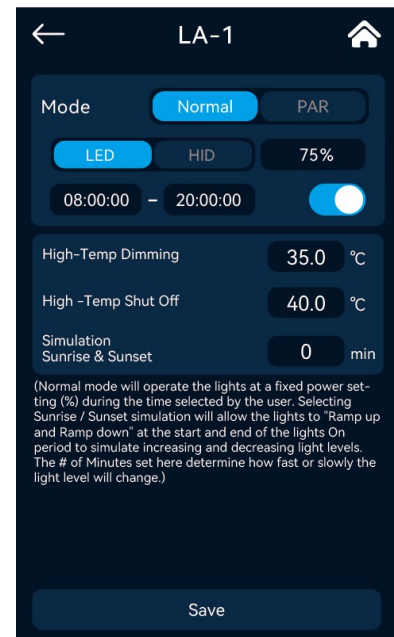 LA-1
Mode Normal PAR
LED HID 75%
08:00:00 – 20:00:00
High-Temp Dimming 35.0 ℃
High -Temp Shut Off 40.0 ℃
Simulation
Sunrise & Sunset 0 min
(Normal mode will operate the lights at a fixed power set-
ting (%) during the time selected by the user. Selecting
Sunrise / Sunset simulation will allow the lights to "Ramp up
and Ramp down" at the start and end of the lights On
period to simulate increasing and decreasing light levels.
The # of Minutes set here determine how fast or slowly the
light level will change.)
Save